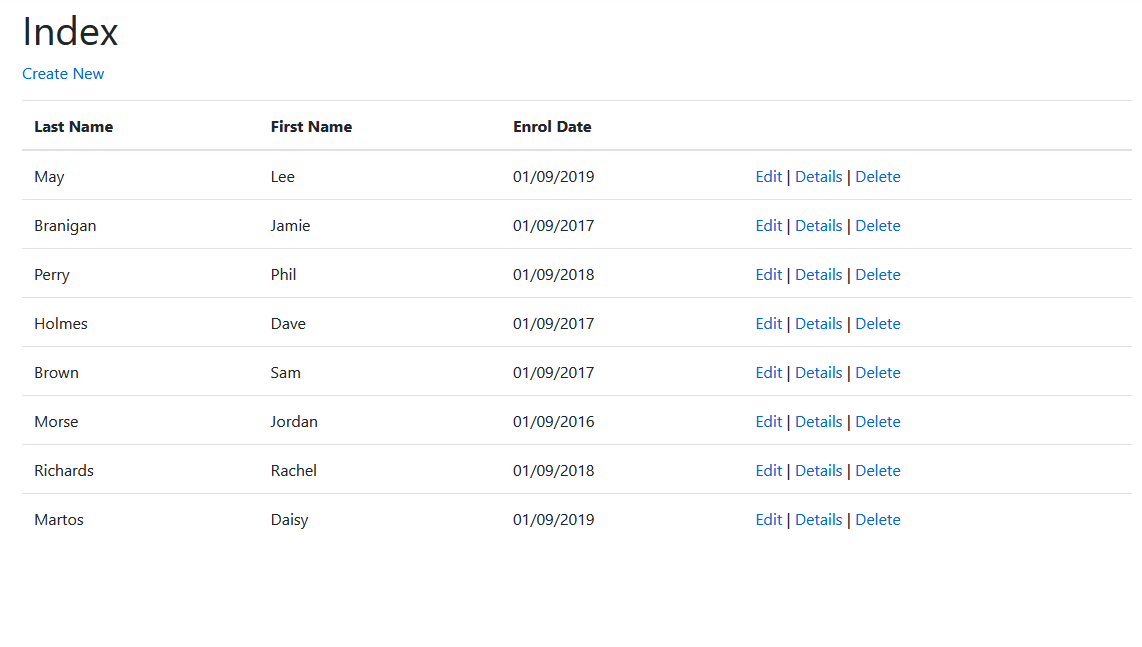 Index
Create New
Last Name First Name Enrol Date
May Lee 01/09/2019 Edit | Details | Delete
Branigan Jamie 01/09/2017 Edit | Details | Delete
Perry Phil 01/09/2018 Edit | Details | Delete
Holmes Dave 01/09/2017 Edit | Details | Delete
Brown Sam 01/09/2017 Edit | Details | Delete
Morse Jordan 01/09/2016 Edit | Details | Delete
Richards Rachel 01/09/2018 Edit | Details | Delete
Martos Daisy 01/09/2019 Edit | Details | Delete